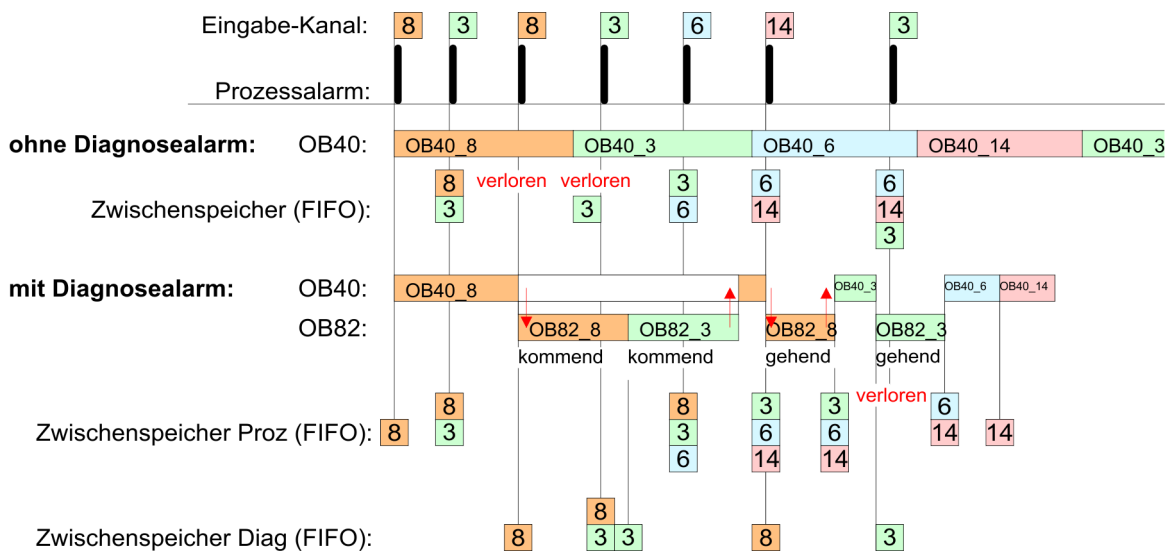 Eingabe-Kanal: 8 3 8 3 6 14 3
Prozessalarm:
ohne Diagnosealarm: OB40: OB40_8 OB40_3 OB40_6 OB40_14 OB40_3
8 verloren verloren 3 6 6
Zwischenspeicher (FIFO): 3 3 6 14 14
3
mit Diagnosealarm: OB40: OB40_8 OB40_3 OB40_6 OB40_14
OB82: OB82_8 OB82_3 OB82_8 OB82_3
kommend kommend gehend gehend
verloren
8 8 3 3 6
Zwischenspeicher Proz (FIFO): 8 3 3 6 6 14 14
6 14 14
8
Zwischenspeicher Diag (FIFO): 8 3 3 8 3